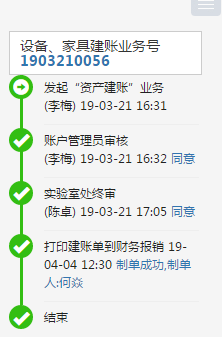 设备、家具建账业务号
1903210056
发起“资产建账”业务
(李梅) 19-03-21 16:31
账户管理员审核
(李梅) 19-03-21 16:32 同意
实验室处终审
(陈卓) 19-03-21 17:05 同意
打印建账单到财务报销 19-
04-04 12:30 制单成功,制单
人:何焱
结束